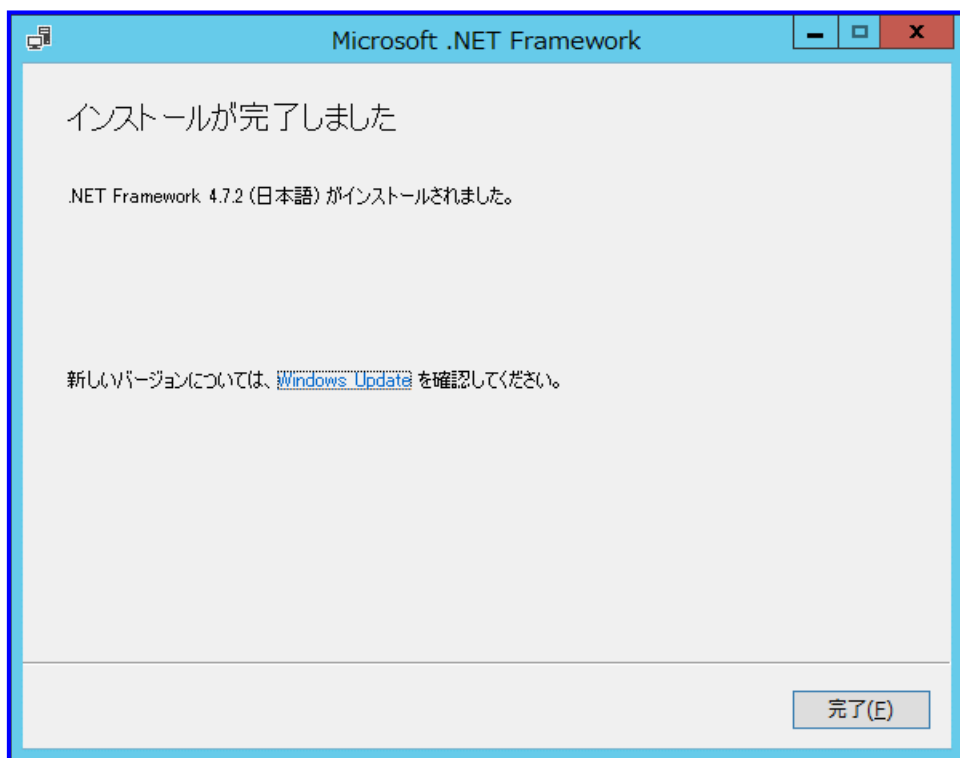 Microsoft .NET Framework
インストールが完了しました
.NET Framework 4.7.2 (日本語) がインストールされました。
新しいバージョンについては、Windows Update を確認してください。
完了(F)